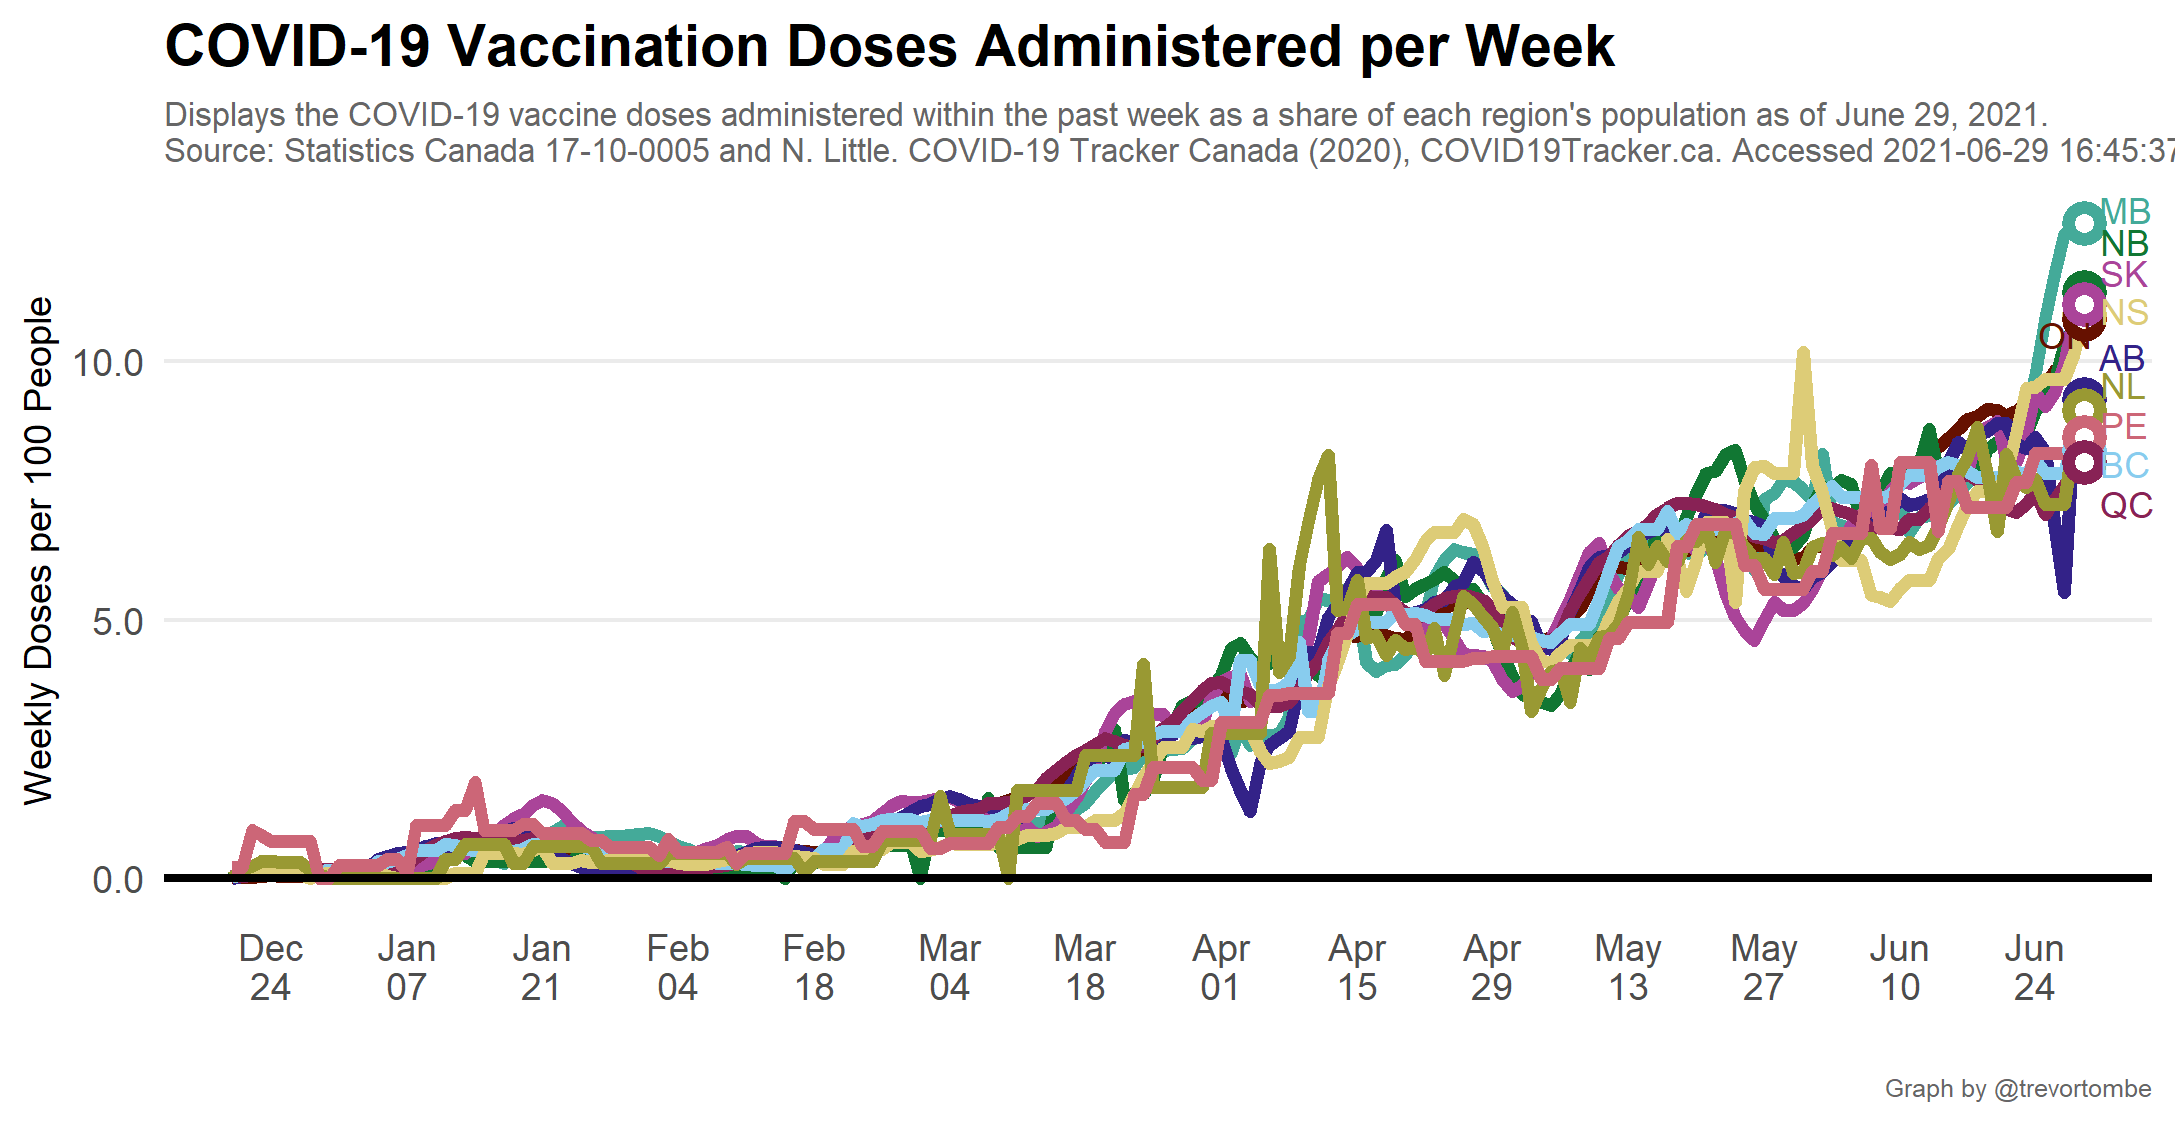 COVID-19 Vaccination Doses Administered per Week
Displays the COVID-19 vaccine doses administered within the past week as a share of each region's population as of June 29, 2021.
Source: Statistics Canada 17-10-0005 and N. Little. COVID-19 Tracker Canada (2020), COVID19Tracker.ca. Accessed 2021-06-29 16:45:37
Weekly Doses per 100 People
10.0
5.0
0.0
MB
NB
SK
NS
ON
AB
NL
PE
BC
QC
Dec Jan Jan Feb Feb Mar Mar Apr Apr Apr May May Jun Jun
24 07 21 04 18 04 18 01 15 29 13 27 10 24
Graph by @trevortombe